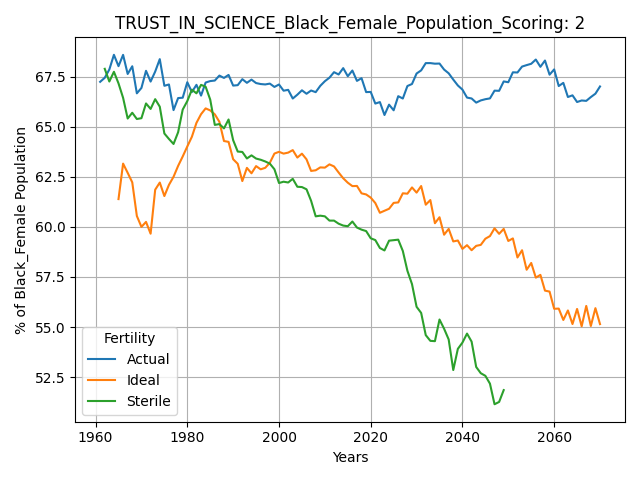 TRUST_IN_SCIENCE_Black_Female_Population_Scoring: 2
% of Black_Female Population
67.5
65.0
62.5
60.0
57.5
55.0
52.5
Fertility
Actual
Ideal
Sterile
1960
1980
2000
2020
2040
2060
Years